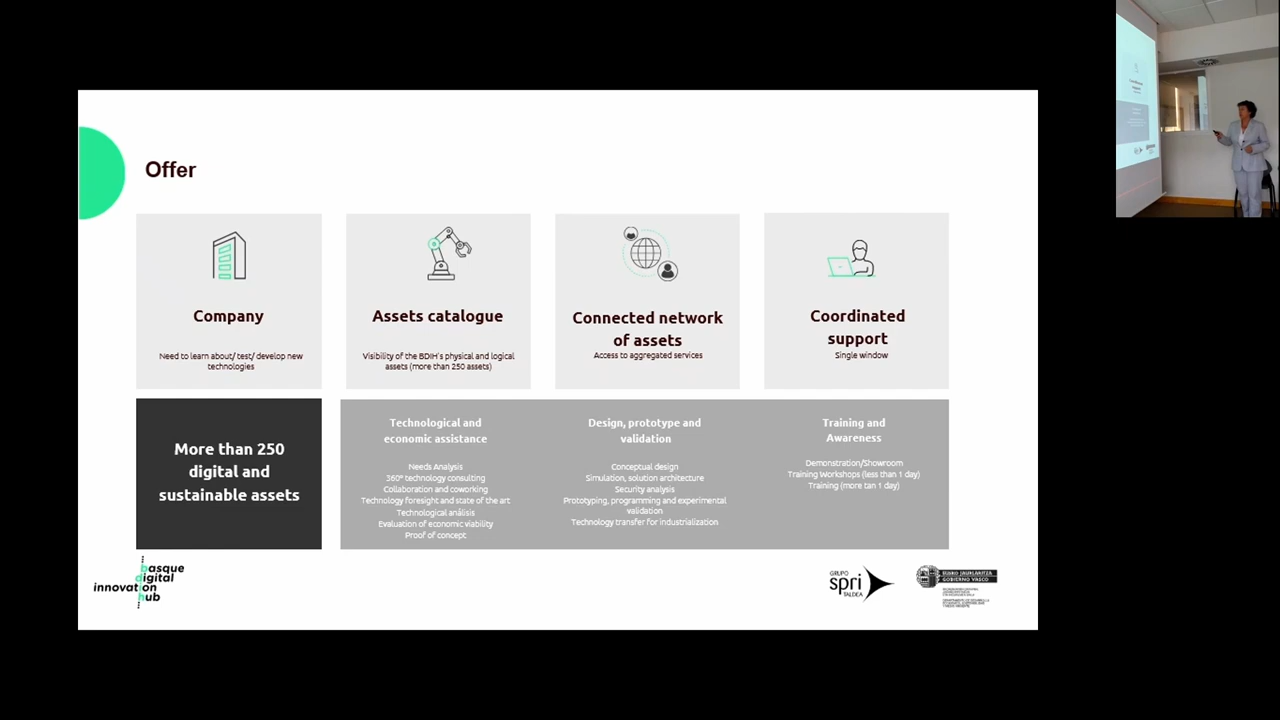 Offer
Company
Need to learn about/ test/ develop new
technologies
Assets catalogue
Visibility of the BDIH's physical and logical
assets (more than 250 assets)
Connected network
of assets
Access to aggregated services
Coordinated
support
Single window
More than 250
digital and
sustainable assets
Technological and
economic assistance
Needs Analysis
360º technology consulting
Collaboration and coworking
Technology foresight and state of the art
Technological análisis
Evaluation of economic viability
Proof of concept
Design, prototype and
validation
Conceptual design
Simulation, solution architecture
Security analysis
Prototyping, programming and experimental
validation
Technology transfer for industrialization
Training and
Awareness
Demonstration/Showroom
Training Workshops (less than 1 day)
Training (more tan 1 day)
basque
digital
innovation
hub
GRUPO
spri
TALDEA
EUSKO JAURLARITZA
GOBIERNO VASCO